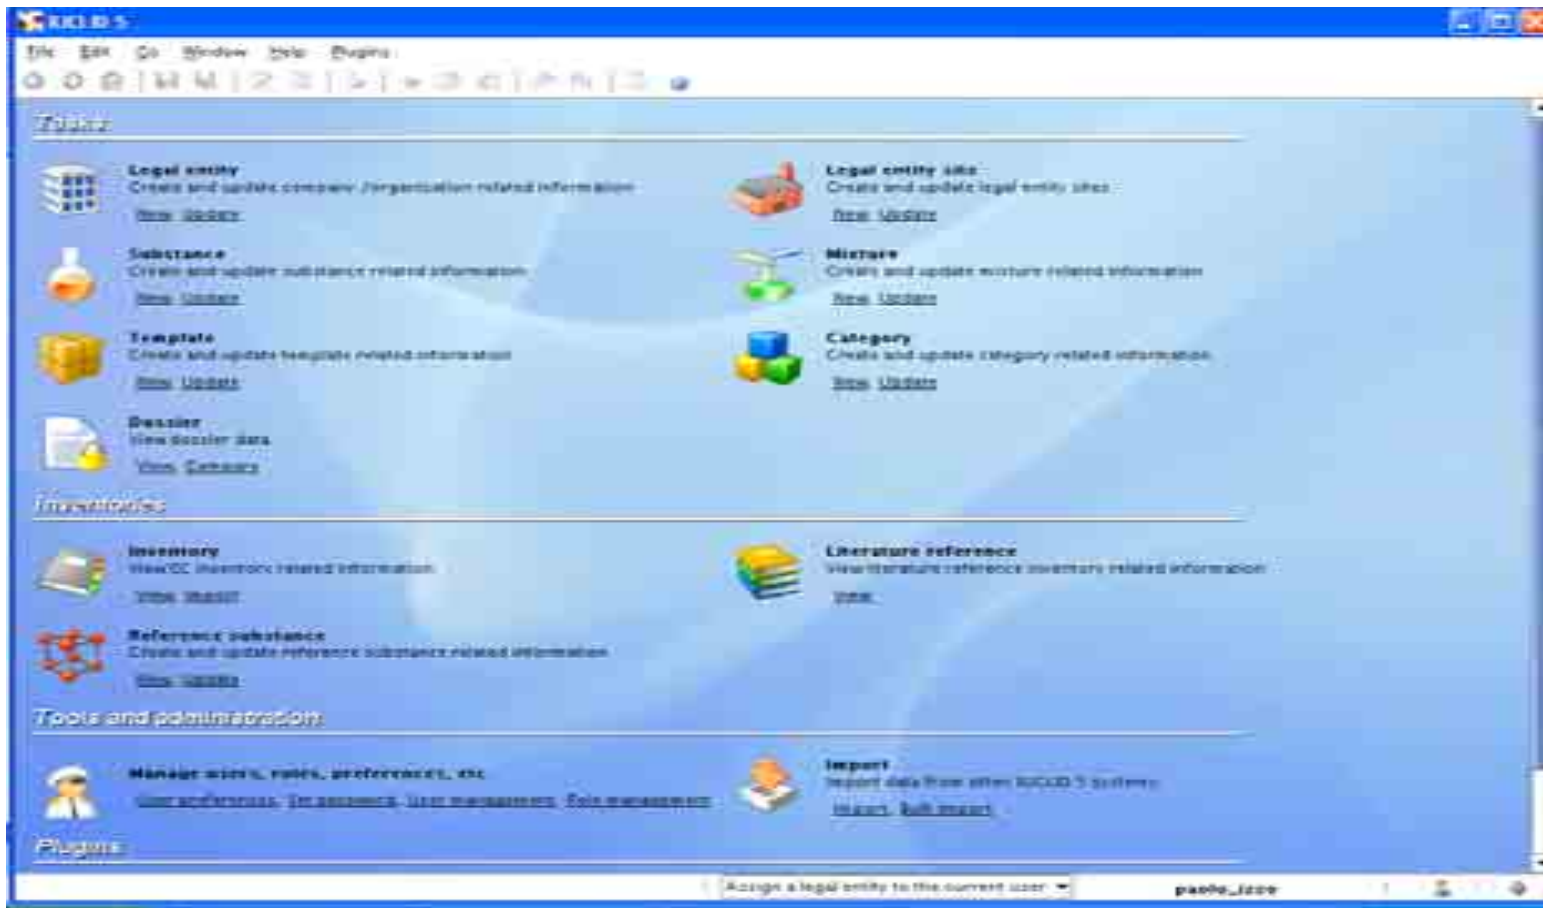 IUCLID 5
File Edit Go Window Help Plugins
Tasks
Legal entity
Create and update company /organization related information
New Update
Legal entity site
Create and update legal entity sites
New Update
Substance
Create and update substance related information
New Update
Mixture
Create and update mixture related information
New Update
Template
Create and update template related information
New Update
Category
Create and update category related information
New Update
Dossier
View dossier data
View Compare
Inventories
Inventory
View EC inventory related information
View Import
Literature reference
View literature reference inventory related information
View
Reference substance
Create and update reference substance related information
Update
Tools and administration
Manage users, roles, preferences, etc
User preferences, password, User management, Role management
Import
Import data from other IUCLID 5 systems
Import, Bulk import
Plugins
Assign a legal entity to the current user
paolo_izzo